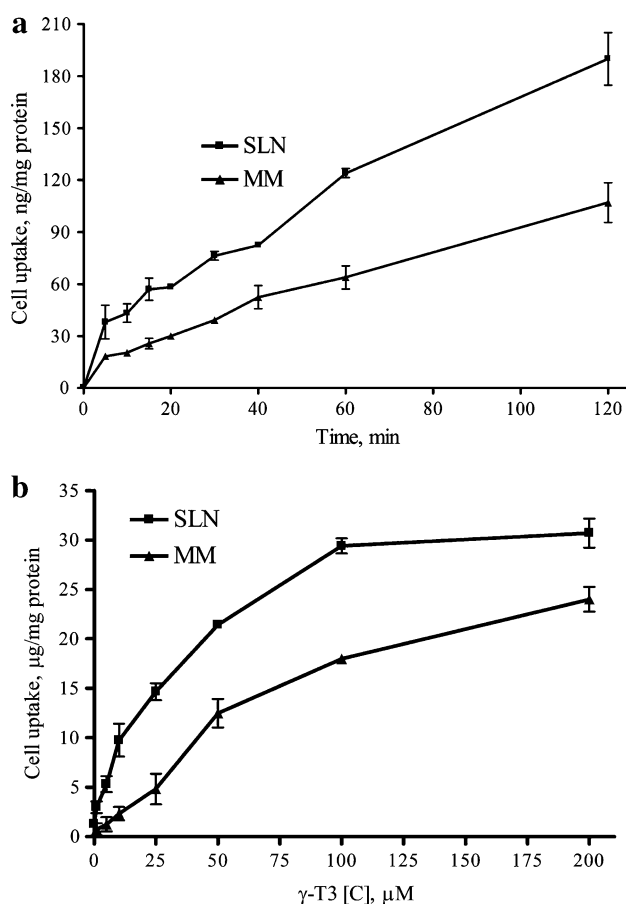 a
210
180
150
120
90
60
30
0
Cell uptake, ng/mg protein
SLN
MM
0 20 40 60 80 100 120
Time, min
b
35
30
25
20
15
10
5
0
Cell uptake, μg/mg protein
SLN
MM
0 25 50 75 100 125 150 175 200
γ-T3 [C], μM